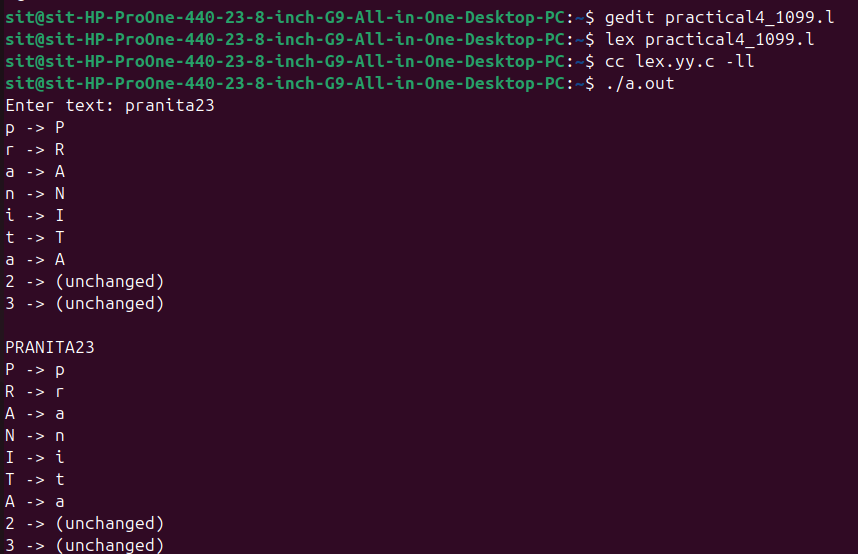 sit@sit-HP-ProOne-440-23-8-inch-G9-All-in-One-Desktop-PC:~$ gedit practical4_1099.l
sit@sit-HP-ProOne-440-23-8-inch-G9-All-in-One-Desktop-PC:~$ lex practical4_1099.l
sit@sit-HP-ProOne-440-23-8-inch-G9-All-in-One-Desktop-PC:~$ cc lex.yy.c -ll
sit@sit-HP-ProOne-440-23-8-inch-G9-All-in-One-Desktop-PC:~$ ./a.out
Enter text: pranita23
p -> P
r -> R
a -> A
n -> N
i -> I
t -> T
a -> A
2 -> (unchanged)
3 -> (unchanged)

PRANITA23
P -> p
R -> r
A -> a
N -> n
I -> i
T -> t
A -> a
2 -> (unchanged)
3 -> (unchanged)